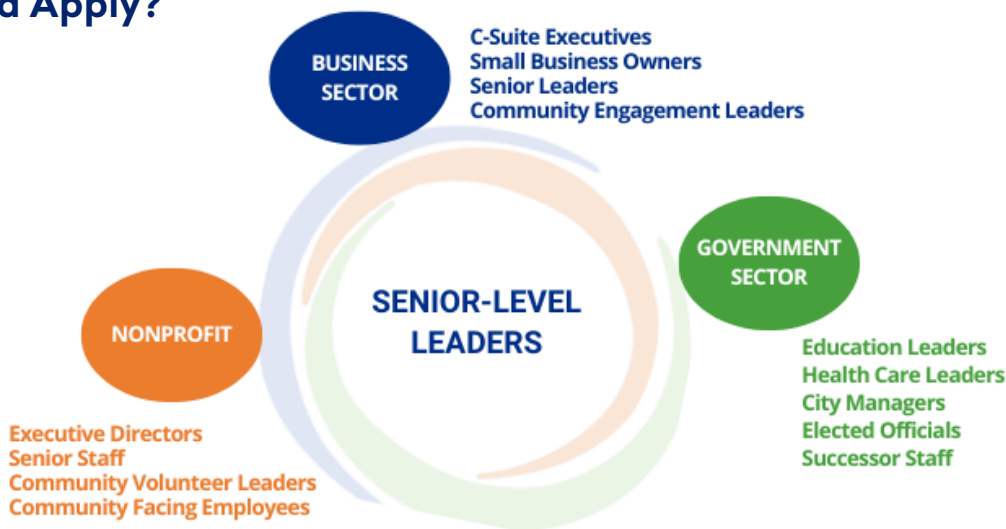 Apply?
BUSINESS
SECTOR
C-Suite Executives
Small Business Owners
Senior Leaders
Community Engagement Leaders
GOVERNMENT
SECTOR
Education Leaders
Health Care Leaders
City Managers
Elected Officials
Successor Staff
SENIOR-LEVEL
LEADERS
NONPROFIT
Executive Directors
Senior Staff
Community Volunteer Leaders
Community Facing Employees